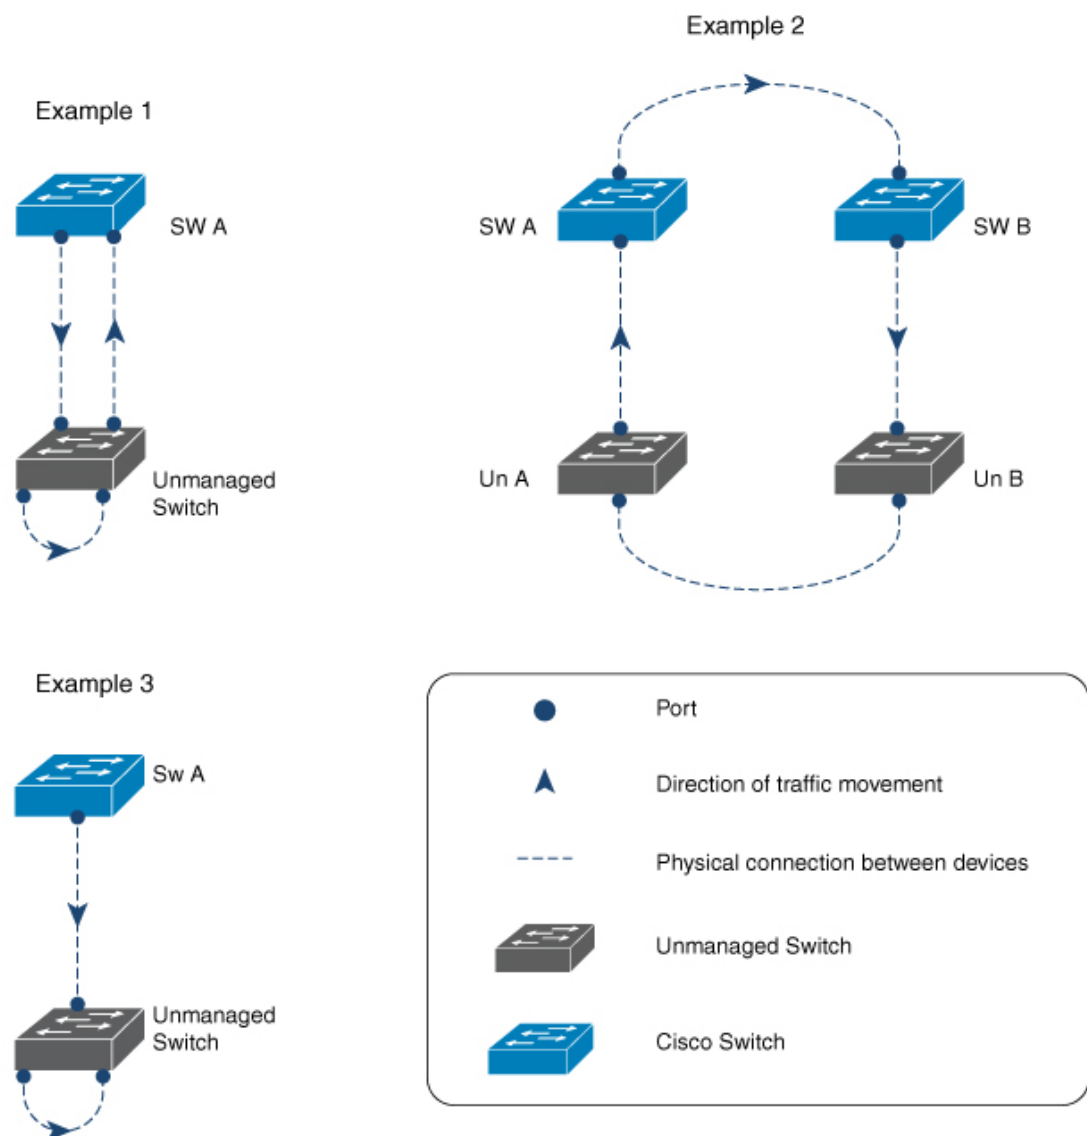 Example 1
SW A
Unmanaged
Switch
Example 2
SW A
SW B
Un A
Un B
Example 3
Sw A
Unmanaged
Switch
Port
Direction of traffic movement
Physical connection between devices
Unmanaged Switch
Cisco Switch